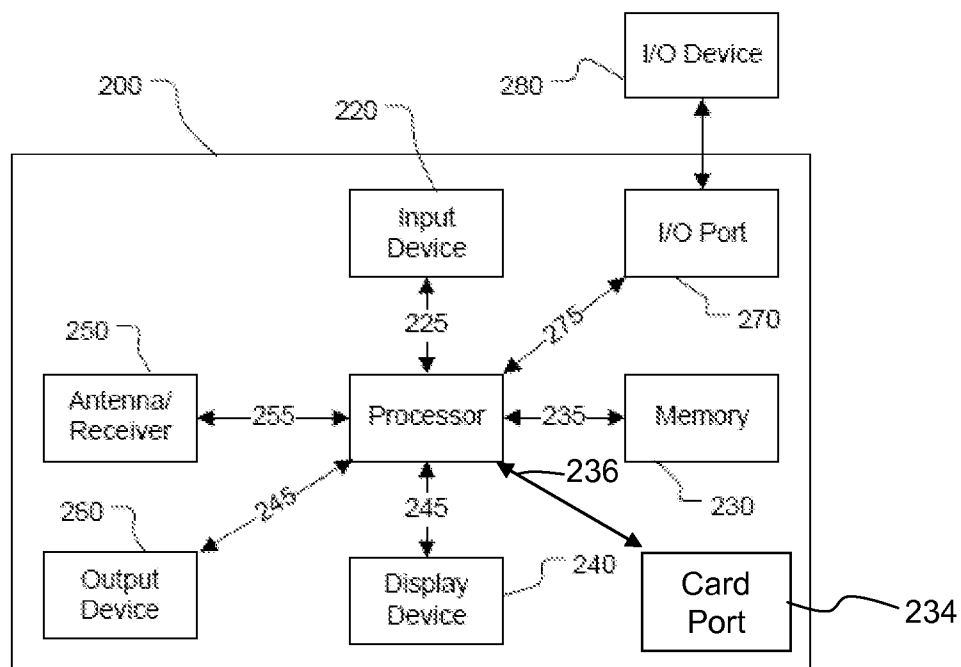 I/O Device
280
200
220
Input
Device
I/O Port
225
275
270
250
Antenna/
Receiver
255
Processor
235
Memory
236
230
260
245
245
Output
Device
Display
Device
240
Card
Port
234